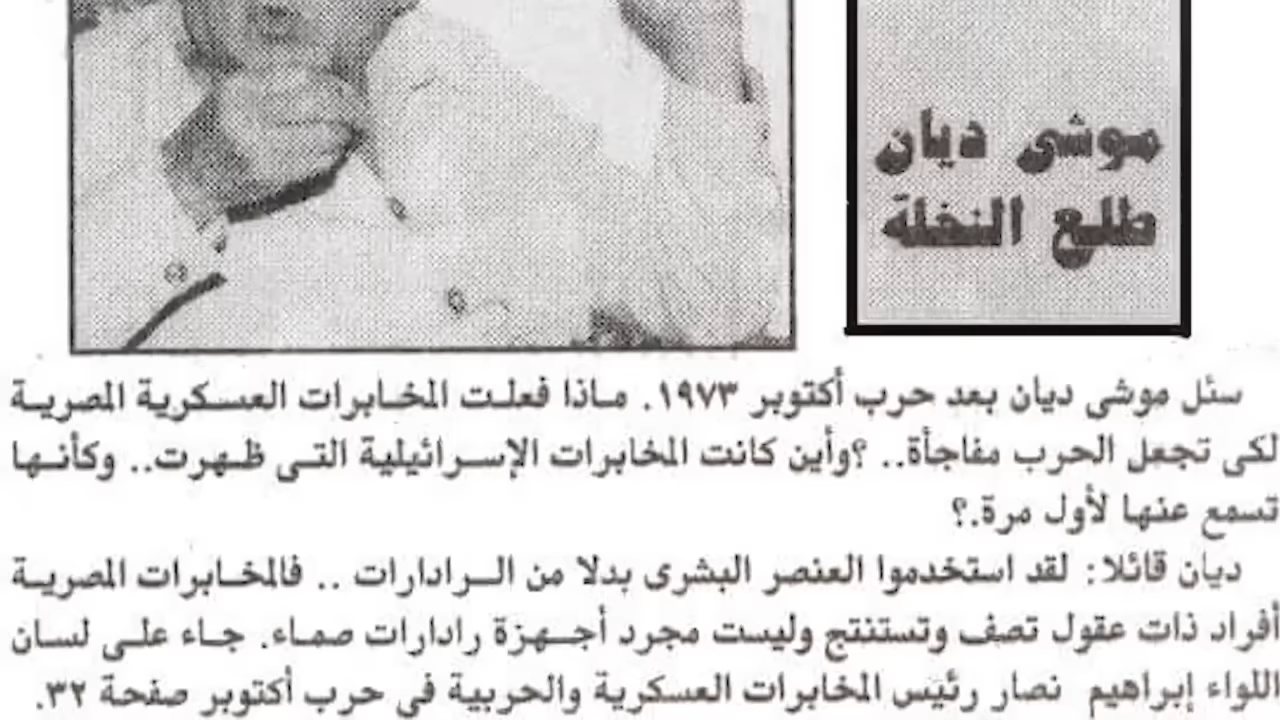 موشى ديان
طلع النخلة
سئل موشى ديان بعد حرب أكتوبر ١٩٧٣. ماذا فعلت المخابرات العسكرية المصرية
لكى تجعل الحرب مفاجأة.. ؟وأين كانت المخابرات الإسرائيلية التى ظهرت.. وكأنها
تسمع عنها لأول مرة.؟
ديان قائلا: لقد استخدموا العنصر البشرى بدلا من الرادارات .. فالمخابرات المصرية
أفراد ذات عقول تصف وتستنتج وليست مجرد أجهزة رادارات صماء. جاء على لسان
اللواء إبراهيم نصار رئيس المخابرات العسكرية والحربية فى حرب أكتوبر صفحة ٣٢.